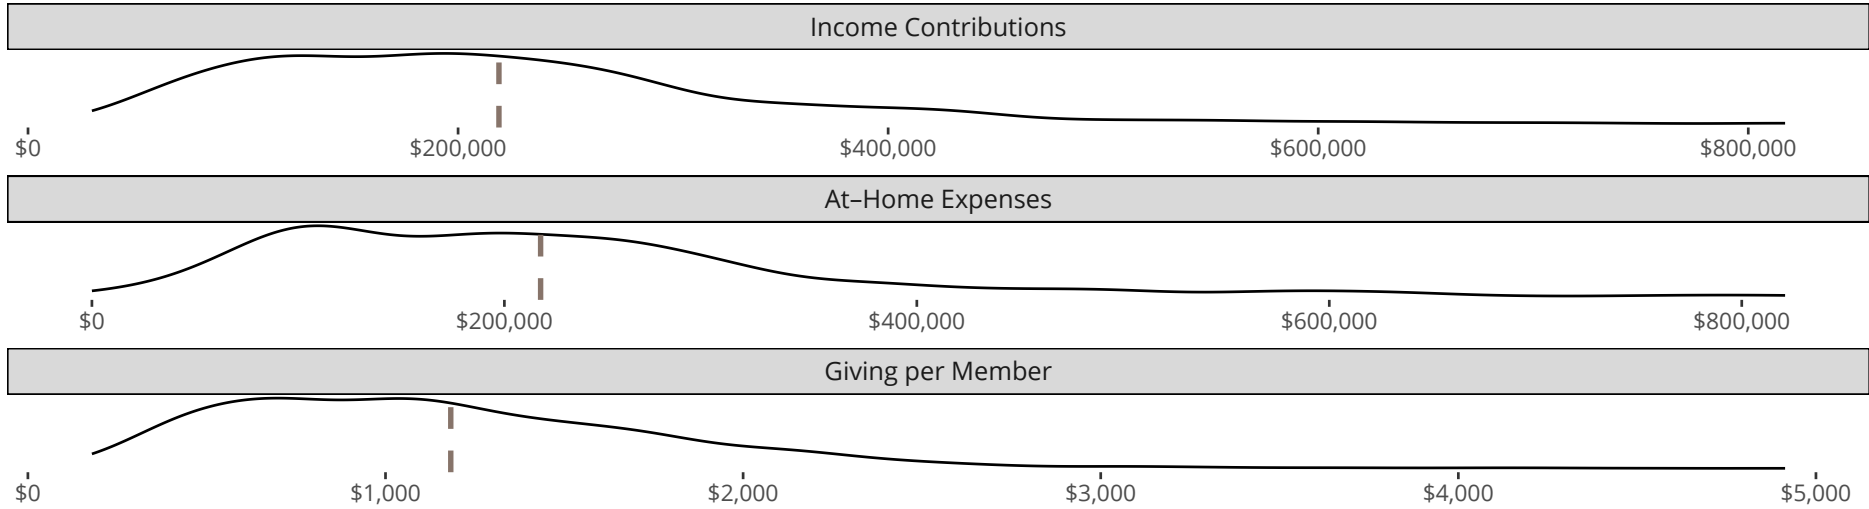 Income Contributions
$0 $200,000 $400,000 $600,000 $800,000
At–Home Expenses
$0 $200,000 $400,000 $600,000 $800,000
Giving per Member
$0 $1,000 $2,000 $3,000 $4,000 $5,000